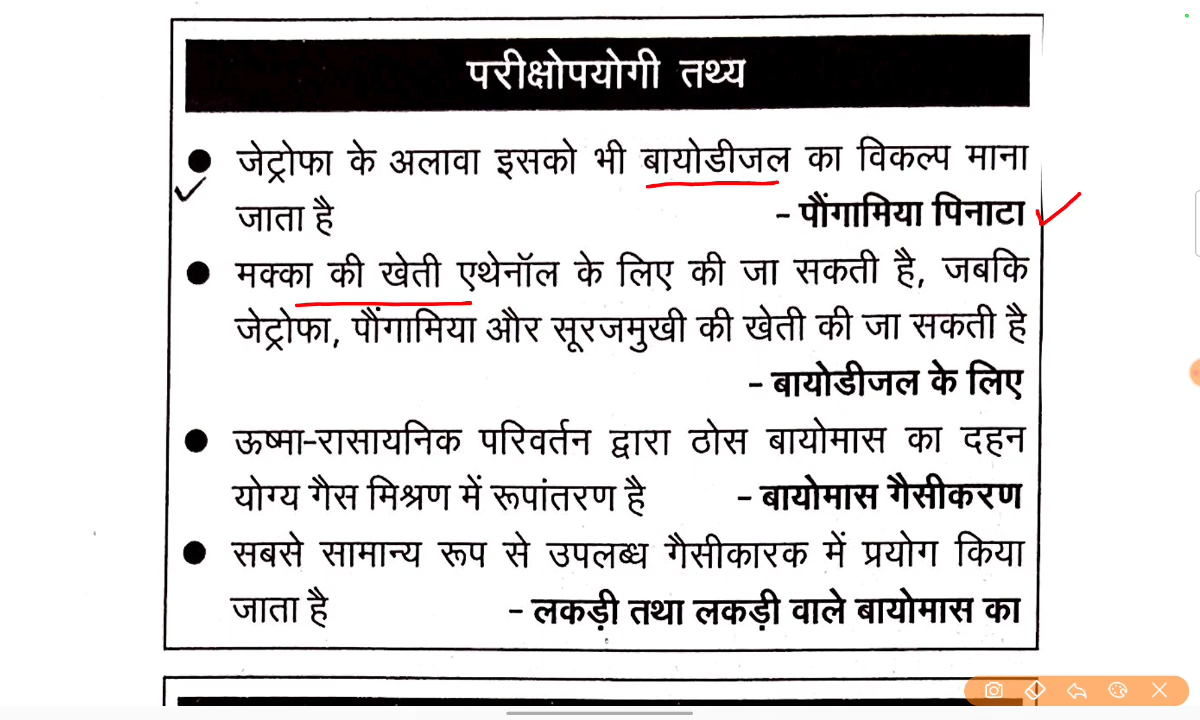 परीक्षोपयोगी तथ्य
● जेट्रोफा के अलावा इसको भी बायोडीजल का विकल्प माना
जाता है – पौंगामिया पिनाटा
● मक्का की खेती एथेनॉल के लिए की जा सकती है, जबकि
जेट्रोफा, पौंगामिया और सूरजमुखी की खेती की जा सकती है
– बायोडीजल के लिए
● ऊष्मा-रासायनिक परिवर्तन द्वारा ठोस बायोमास का दहन
योग्य गैस मिश्रण में रूपांतरण है – बायोमास गैसीकरण
● सबसे सामान्य रूप से उपलब्ध गैसीकारक में प्रयोग किया
जाता है – लकड़ी तथा लकड़ी वाले बायोमास का